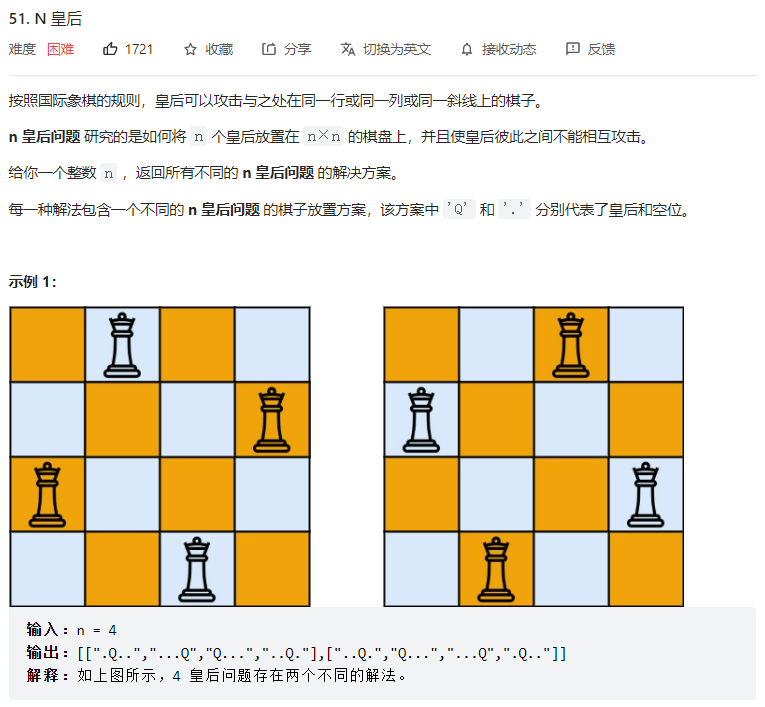 51. N 皇后
难度 困难 1721 收藏 分享 切换为英文 接收动态 反馈
按照国际象棋的规则，皇后可以攻击与之处在同一行或同一列或同一斜线上的棋子。
n 皇后问题 研究的是如何将 n 个皇后放置在 n×n 的棋盘上，并且使皇后彼此之间不能相互攻击。
给你一个整数 n ，返回所有不同的 n 皇后问题 的解决方案。
每一种解法包含一个不同的 n 皇后问题 的棋子放置方案，该方案中 'Q' 和 '.' 分别代表了皇后和空位。
示例 1：
输入：n = 4
输出：[[".Q..","...Q","Q...","..Q."],["..Q.","Q...","...Q",".Q.."]]
解释：如上图所示，4 皇后问题存在两个不同的解法。